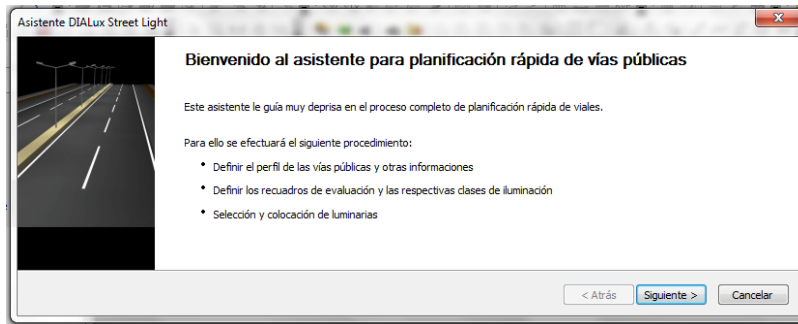 Asistente DIALux Street Light
Bienvenido al asistente para planificación rápida de vías públicas
Este asistente le guía muy deprisa en el proceso completo de planificación rápida de viales.
Para ello se efectuará el siguiente procedimiento:
• Definir el perfil de las vías públicas y otras informaciones
• Definir los recuadros de evaluación y las respectivas clases de iluminación
• Selección y colocación de luminarias
< Atrás Siguiente > Cancelar